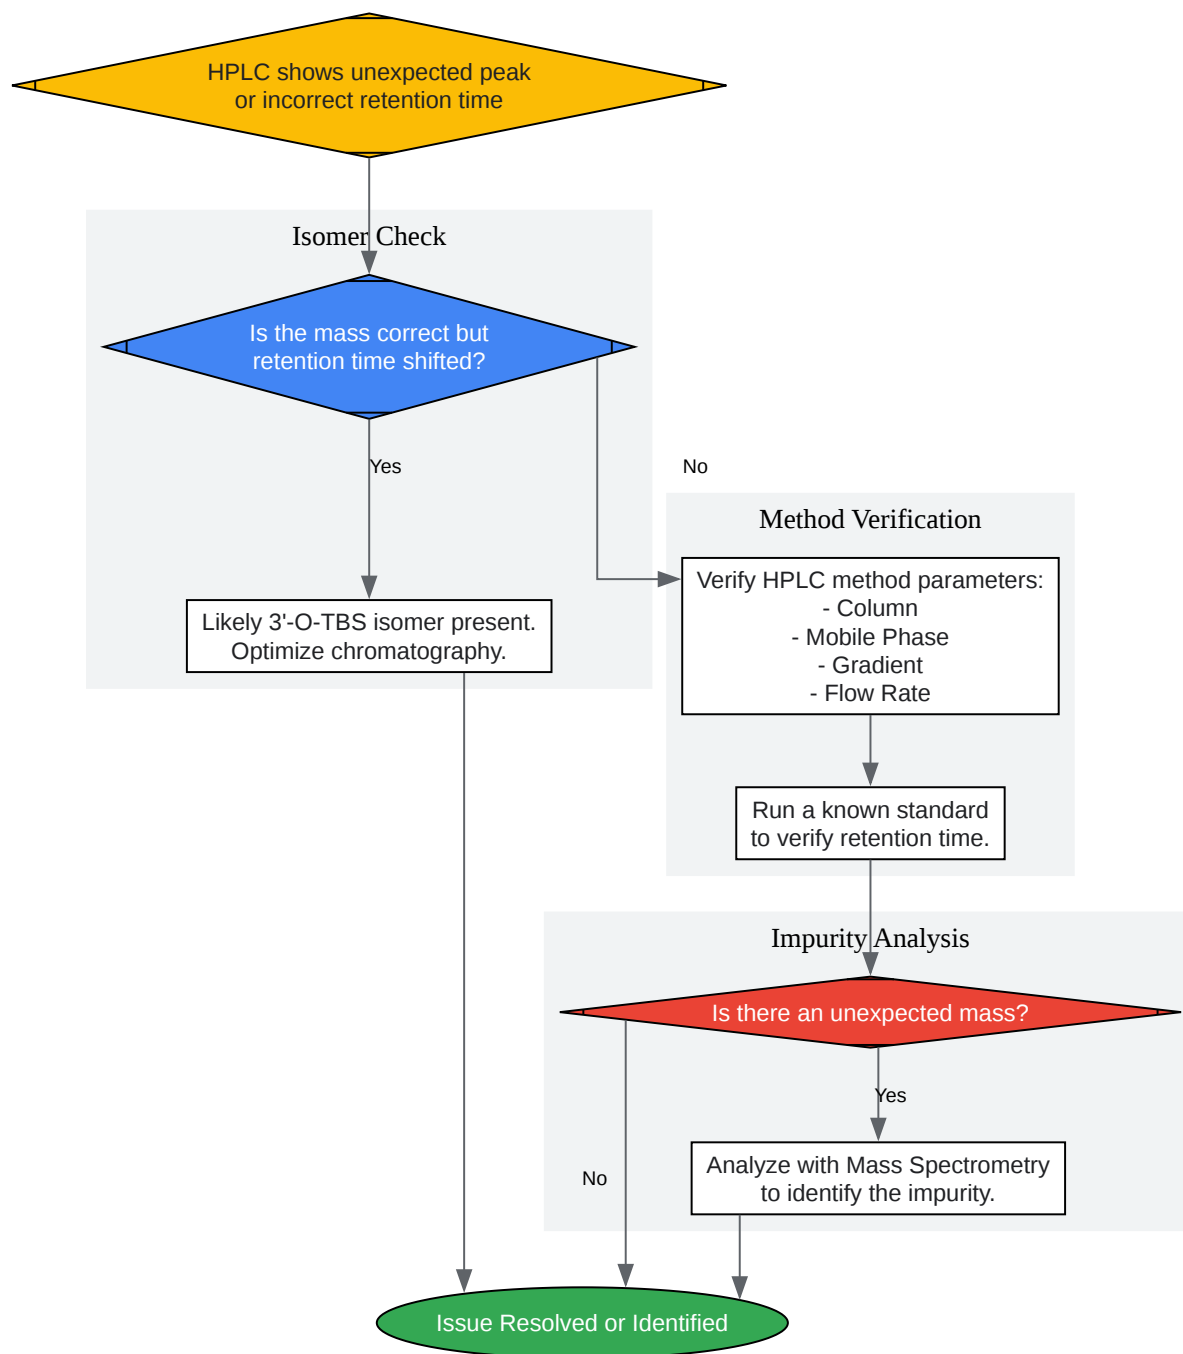 HPLC shows unexpected peak
or incorrect retention time
Isomer Check
Is the mass correct but
retention time shifted?
Yes
No
Likely 3'-O-TBS isomer present.
Optimize chromatography.
Method Verification
Verify HPLC method parameters:
- Column
- Mobile Phase
- Gradient
- Flow Rate
Run a known standard
to verify retention time.
Impurity Analysis
Is there an unexpected mass?
Yes
No
Analyze with Mass Spectrometry
to identify the impurity.
Issue Resolved or Identified